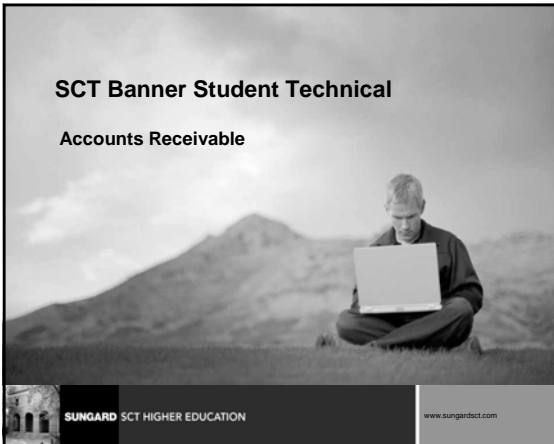 SCT Banner Student Technical
Accounts Receivable
SUNGARD SCT HIGHER EDUCATION
www.sungardsct.com